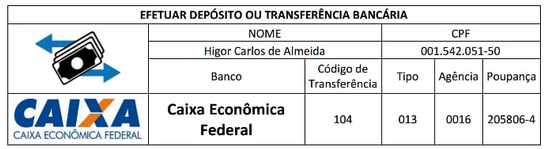 EFETUAR DEPÓSITO OU TRANSFERÊNCIA BANCÁRIA
NOME CPF
Higor Carlos de Almeida 001.542.051-50
Banco Código de Transferência Tipo Agência Poupança
CAIXA
CAIXA ECONÔMICA FEDERAL
Caixa Econômica
Federal
104 013 0016 205806-4